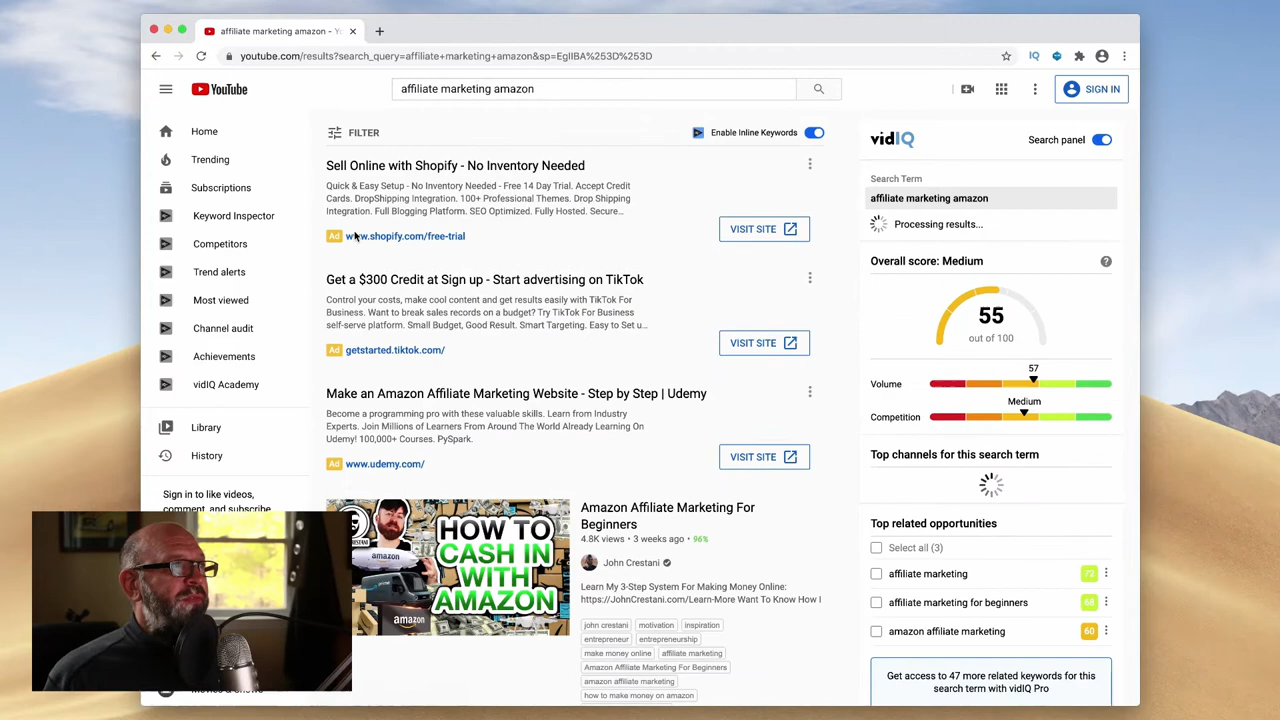 affiliate marketing amazon - Yo
youtube.com/results?search_query=affiliate+marketing+amazon&sp=EgIIBA%253D%253D
IQ
YouTube
affiliate marketing amazon
SIGN IN
Home
Trending
Subscriptions
Keyword Inspector
Competitors
Trend alerts
Most viewed
Channel audit
Achievements
vidIQ Academy
Library
History
Sign in to like videos,
comment, and subscribe
FILTER
Enable Inline Keywords
Sell Online with Shopify - No Inventory Needed
Quick & Easy Setup - No Inventory Needed - Free 14 Day Trial. Accept Credit
Cards. DropShipping Integration. 100+ Professional Themes. Drop Shipping
Integration. Full Blogging Platform. SEO Optimized. Fully Hosted. Secure...
Ad www.shopify.com/free-trial
VISIT SITE
Get a $300 Credit at Sign up - Start advertising on TikTok
Control your costs, make cool content and get results easily with TikTok For
Business. Want to break sales records on a budget? Try TikTok For Business
self-serve platform. Small Budget, Good Result. Smart Targeting. Easy to Set u...
Ad getstarted.tiktok.com/
VISIT SITE
Make an Amazon Affiliate Marketing Website - Step by Step | Udemy
Become a programming pro with these valuable skills. Learn from Industry
Experts. Join Millions of Learners From Around The World Already Learning On
Udemy! 100,000+ Courses. PySpark.
Ad www.udemy.com/
VISIT SITE
CRESTANI
amazon
HOW TO
CASH IN
WITH
AMAZON
amazon
Amazon Affiliate Marketing For
Beginners
4.8K views • 3 weeks ago • 96%
John Crestani
Learn My 3-Step System For Making Money Online:
https://JohnCrestani.com/Learn-More Want To Know How I
john crestani motivation inspiration
entrepreneur entrepreneurship
make money online affiliate marketing
Amazon Affiliate Marketing For Beginners
amazon affiliate marketing
how to make money on amazon
vidIQ
Search panel
Search Term
affiliate marketing amazon
Processing results...
Overall score: Medium
55
out of 100
57
Volume
Medium
Competition
Top channels for this search term
Top related opportunities
Select all (3)
affiliate marketing 72
affiliate marketing for beginners 66
amazon affiliate marketing 60
Get access to 47 more related keywords for this
search term with vidIQ Pro